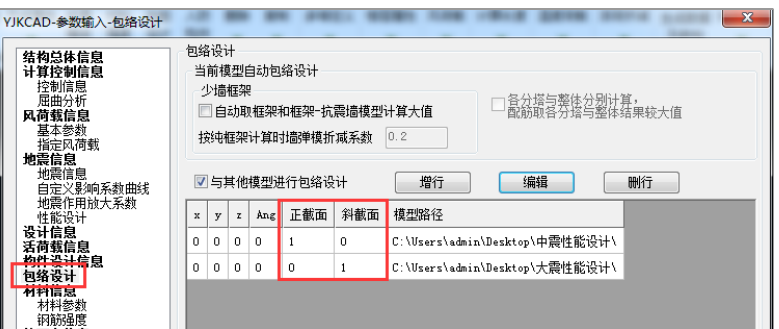 YJKCAD-参数输入-包络设计
x
结构总体信息
计算控制信息
控制信息
屈曲分析
风荷载信息
基本参数
指定风荷载
地震信息
地震信息
自定义影响系数曲线
地震作用放大系数
性能设计
设计信息
活荷载信息
构件设计信息
包络设计
材料信息
材料参数
钢筋强度
包络设计
当前模型自动包络设计
少墙框架
自动取框架和框架-抗震墙模型计算大值
按纯框架计算时墙弹模折减系数 0.2
各分塔与整体分别计算，
配筋取各分塔与整体结果较大值
与其他模型进行包络设计 增行 编辑 删行
x y z Ang 正截面 斜截面 模型路径
0 0 0 0 1 0 C:\Users\admin\Desktop\中震性能设计\
0 0 0 0 0 1 C:\Users\admin\Desktop\大震性能设计\